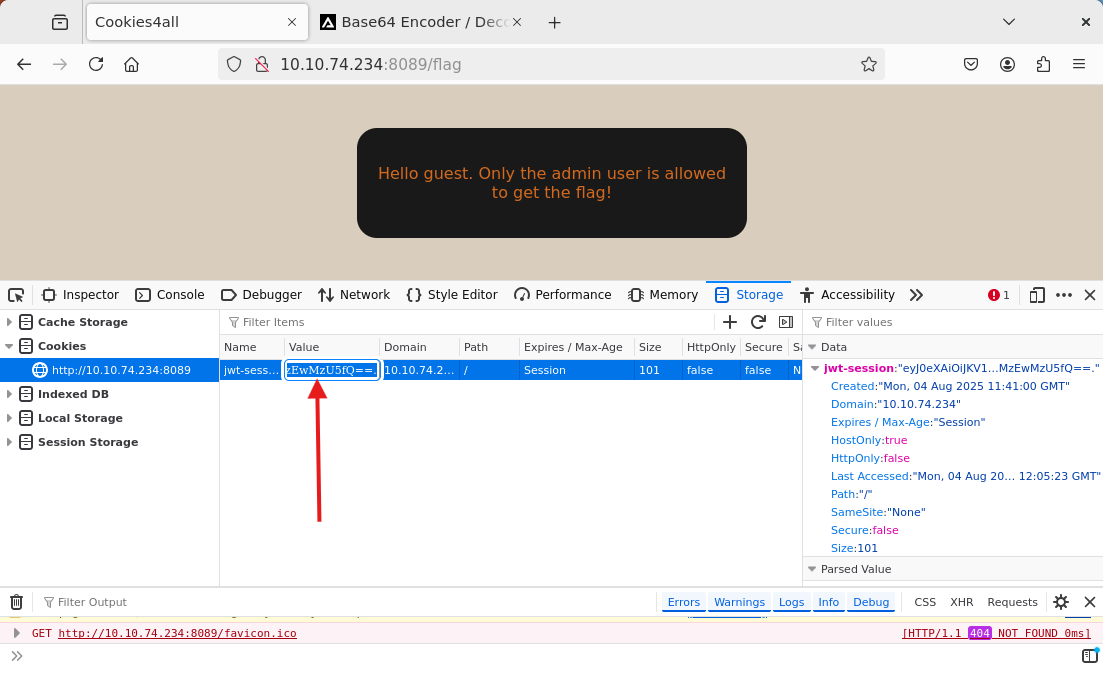 Cookies4all
Base64 Encoder / Deco
10.10.74.234:8089/flag
Hello guest. Only the admin user is allowed
to get the flag!
Inspector Console Debugger Network Style Editor Performance Memory Storage Accessibility 1
Cache Storage
Cookies
http://10.10.74.234:8089
Indexed DB
Local Storage
Session Storage
Filter Items
Name Value Domain Path Expires / Max-Age Size HttpOnly Secure Sa
jwt-sess… zEwMzU5fQ==. 10.10.74.2… / Session 101 false false N
Filter values
Data
jwt-session:"eyJ0eXAiOiJKV1…MzEwMzU5fQ==."
Created:"Mon, 04 Aug 2025 11:41:00 GMT"
Domain:"10.10.74.234"
Expires / Max-Age:"Session"
HostOnly:true
HttpOnly:false
Last Accessed:"Mon, 04 Aug 20… 12:05:23 GMT"
Path:"/"
SameSite:"None"
Secure:false
Size:101
Parsed Value
Filter Output Errors Warnings Logs Info Debug CSS XHR Requests
GET http://10.10.74.234:8089/favicon.ico [HTTP/1.1 404 NOT FOUND 0ms]